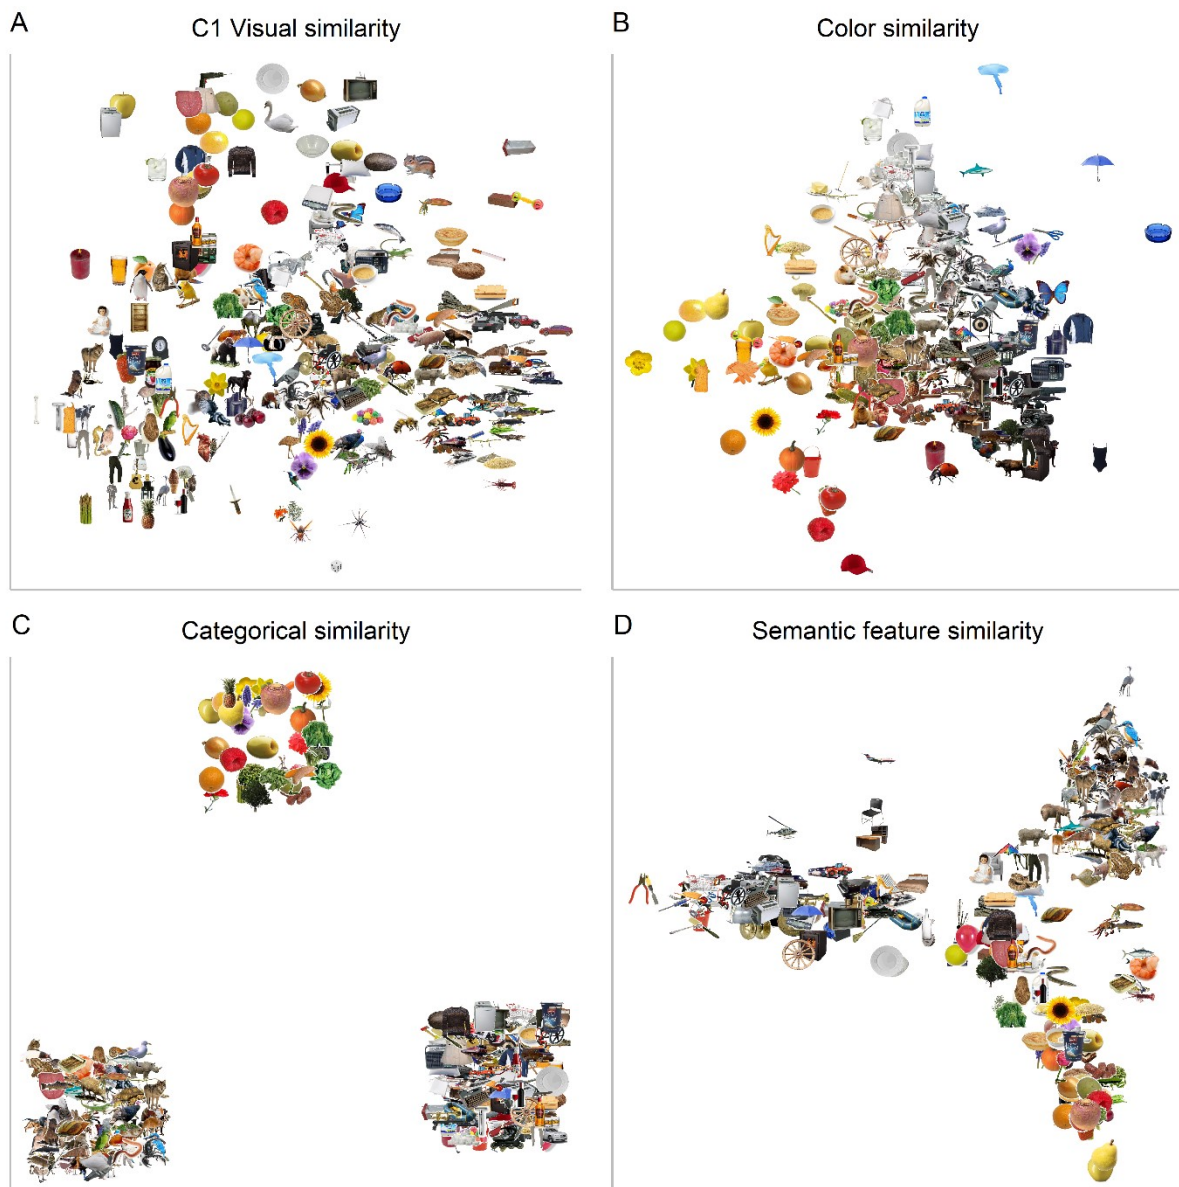 A
C1 Visual similarity
B
Color similarity
C
Categorical similarity
D
Semantic feature similarity